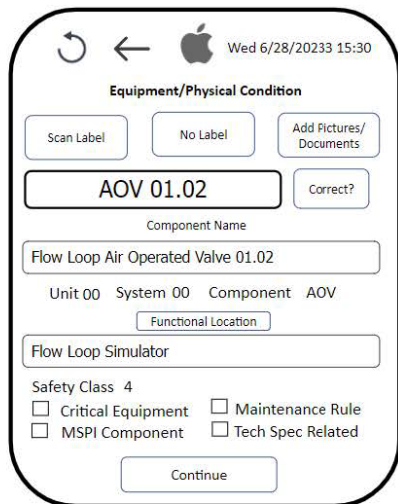 Wed 6/28/20233 15:30
Equipment/Physical Condition
Scan Label
No Label
Add Pictures/
Documents
AOV 01.02
Correct?
Component Name
Flow Loop Air Operated Valve 01.02
Unit 00 System 00 Component AOV
Functional Location
Flow Loop Simulator
Safety Class 4
Critical Equipment Maintenance Rule
MSPI Component Tech Spec Related
Continue